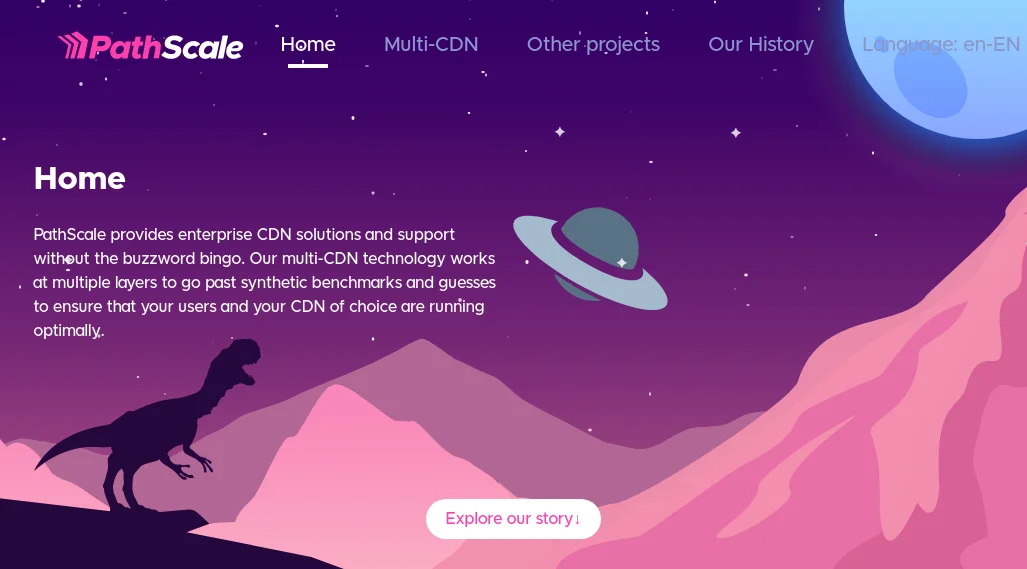 PathScale
Home
Multi-CDN
Other projects
Our History
Language: en-EN
Home
PathScale provides enterprise CDN solutions and support
without the buzzword bingo. Our multi-CDN technology works
at multiple layers to go past synthetic benchmarks and guesses
to ensure that your users and your CDN of choice are running
optimally.
Explore our story↓